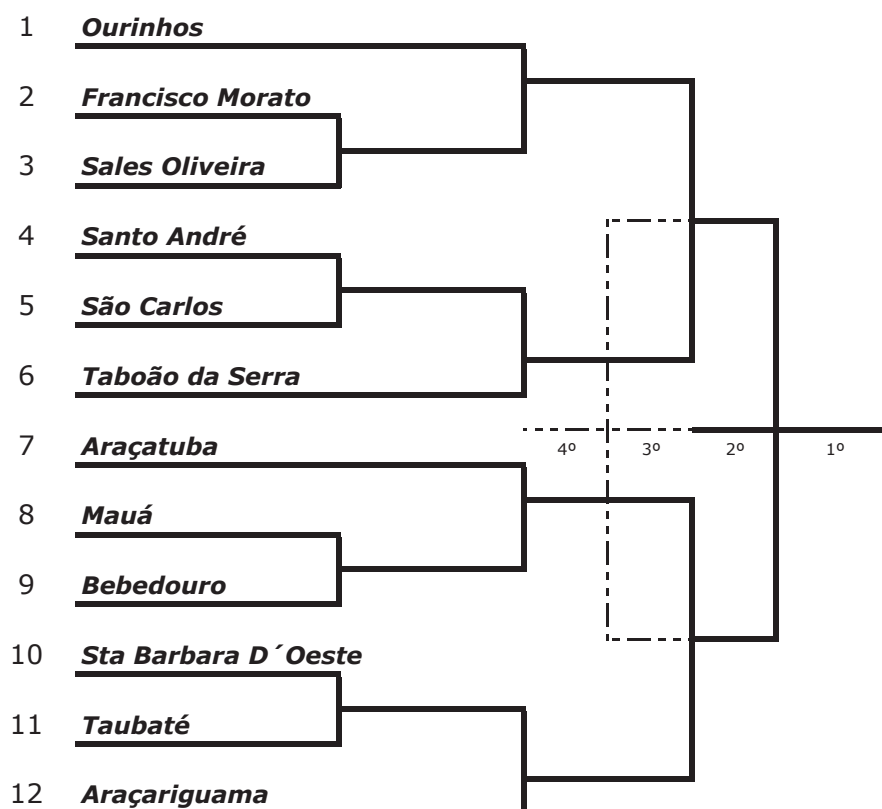 1 Ourinhos
2 Francisco Morato
3 Sales Oliveira
4 Santo André
5 São Carlos
6 Taboão da Serra
7 Araçatuba
4º 3º 2º 1º
8 Mauá
9 Bebedouro
10 Sta Barbara D´Oeste
11 Taubaté
12 Araçariguama